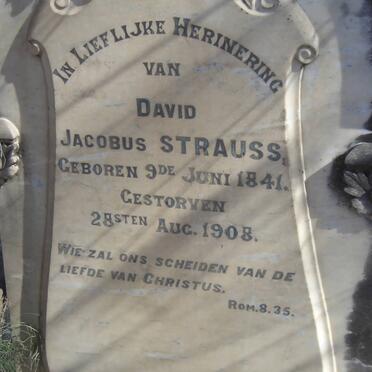 In Lieflijke Herinering
van
David
Jacobus STRAUSS,
Geboren 9de Juni 1841.
Gestorven
28sten Aug. 1908.
Wie zal ons scheiden van de
liefde van Christus.
Rom.8.35.